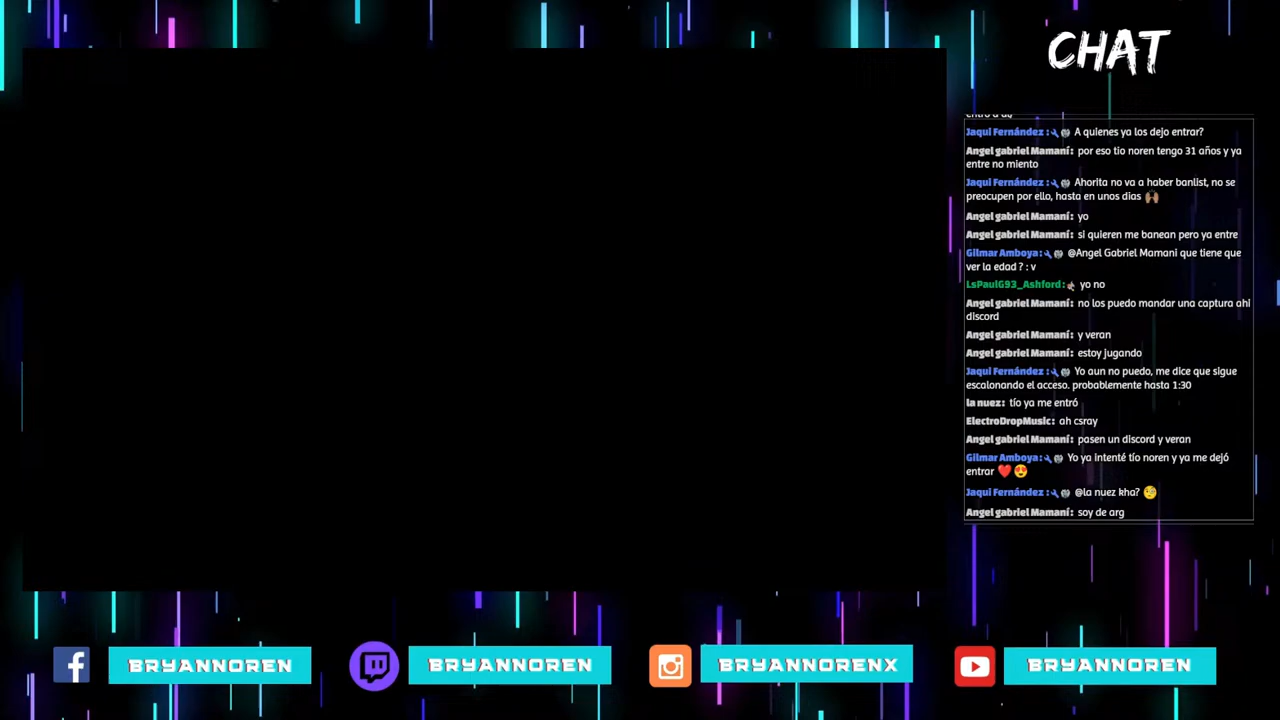 CHAT
Jaqui Fernández : A quienes ya los dejo entrar?
Angel gabriel Mamaní : por eso tio noren tengo 31 años y ya
entre no miento
Jaqui Fernández : Ahorita no va a haber banlist, no se
preocupen por ello, hasta en unos dias 🙌🏽
Angel gabriel Mamaní : yo
Angel gabriel Mamaní : si quieren me banean pero ya entre
Gilmar Amboya : @Angel Gabriel Mamani que tiene que
ver la edad ? : v
LsPaulG93_Ashford : yo no
Angel gabriel Mamaní : no los puedo mandar una captura ahi
discord
Angel gabriel Mamaní : y veran
Angel gabriel Mamaní : estoy jugando
Jaqui Fernández : Yo aun no puedo, me dice que sigue
escalonando el acceso. probablemente hasta 1:30
la nuez : tío ya me entró
ElectroDropMusic : ah csray
Angel gabriel Mamaní : pasen un discord y veran
Gilmar Amboya : Yo ya intenté tío noren y ya me dejó
entrar ❤️ 😍
Jaqui Fernández : @la nuez kha? 🧐
Angel gabriel Mamaní : soy de arg
BRYANNOREN
BRYANNOREN
BRYANNORENX
BRYANNOREN